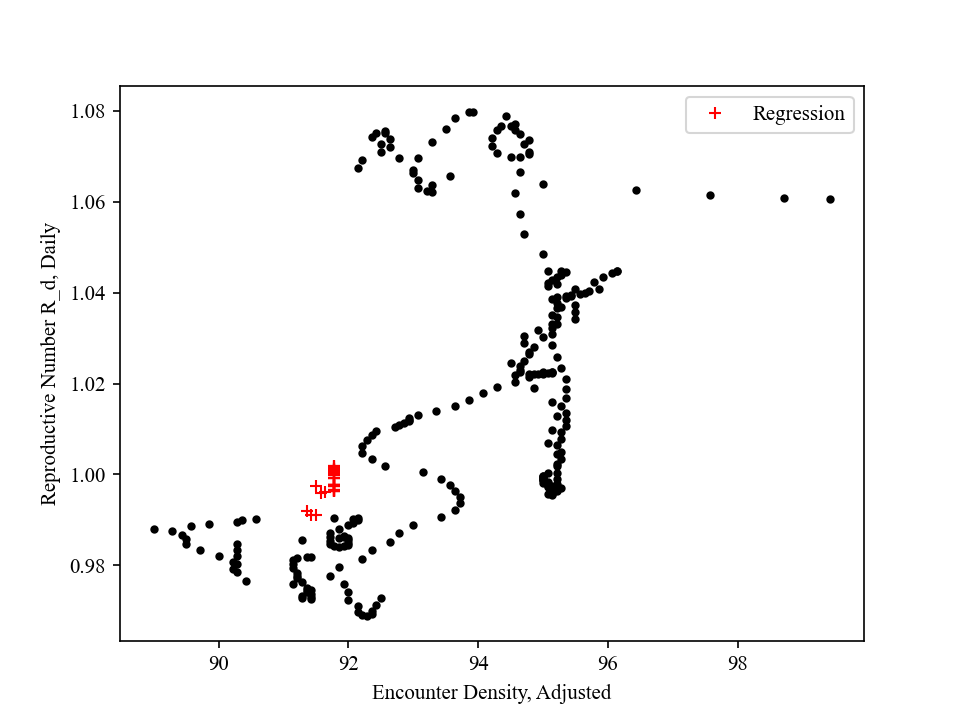 Regression
1.08
1.06
1.04
1.02
1.00
0.98
Reproductive Number R_d, Daily
90 92 94 96 98
Encounter Density, Adjusted